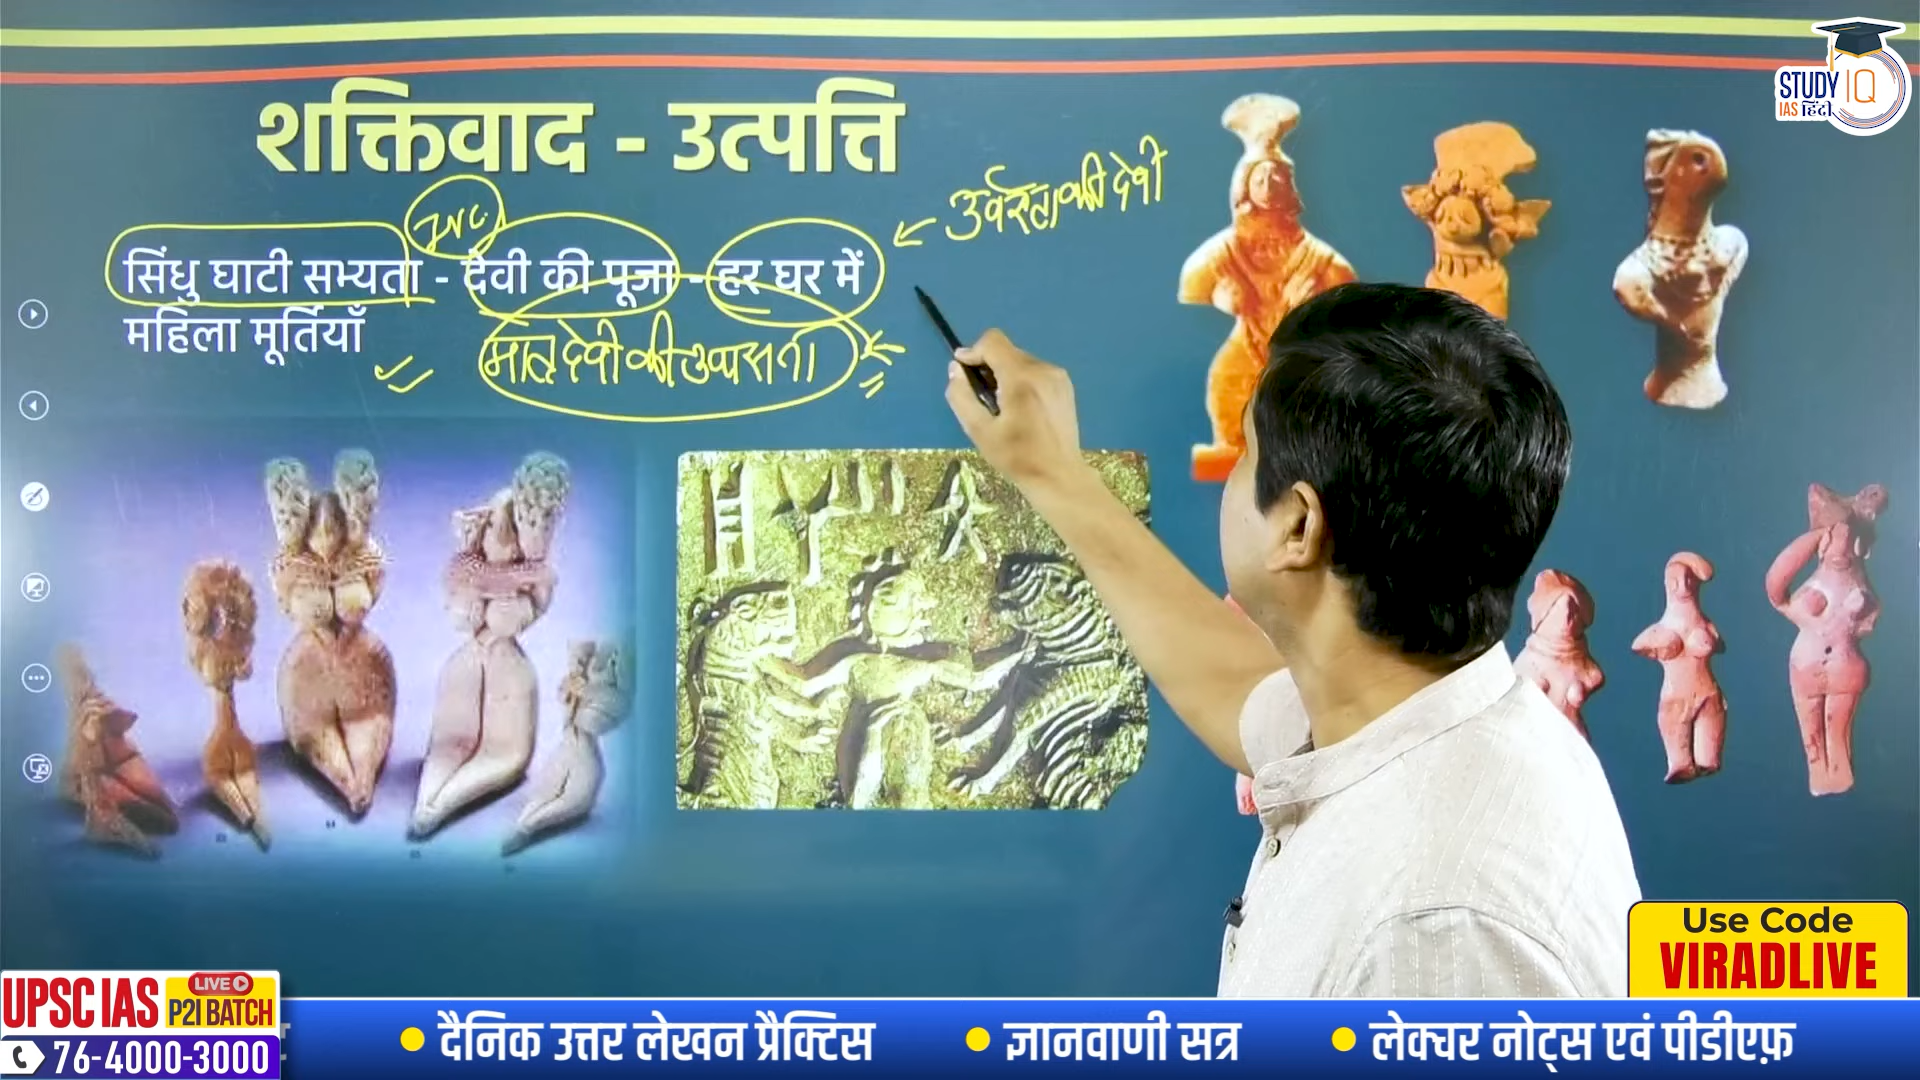 STUDY IQ
IAS हिंदी
शक्तिवाद - उत्पत्ति
उर्वरता की देवी
IVC
सिंधु घाटी सभ्यता - देवी की पूजा - हर घर में
महिला मूर्तियाँ
मातृदेवी की उपासना
Use Code
VIRADLIVE
UPSC IAS
LIVE
P2I BATCH
76-4000-3000
दैनिक उत्तर लेखन प्रैक्टिस
ज्ञानवाणी सत्र
लेक्चर नोट्स एवं पीडीएफ़